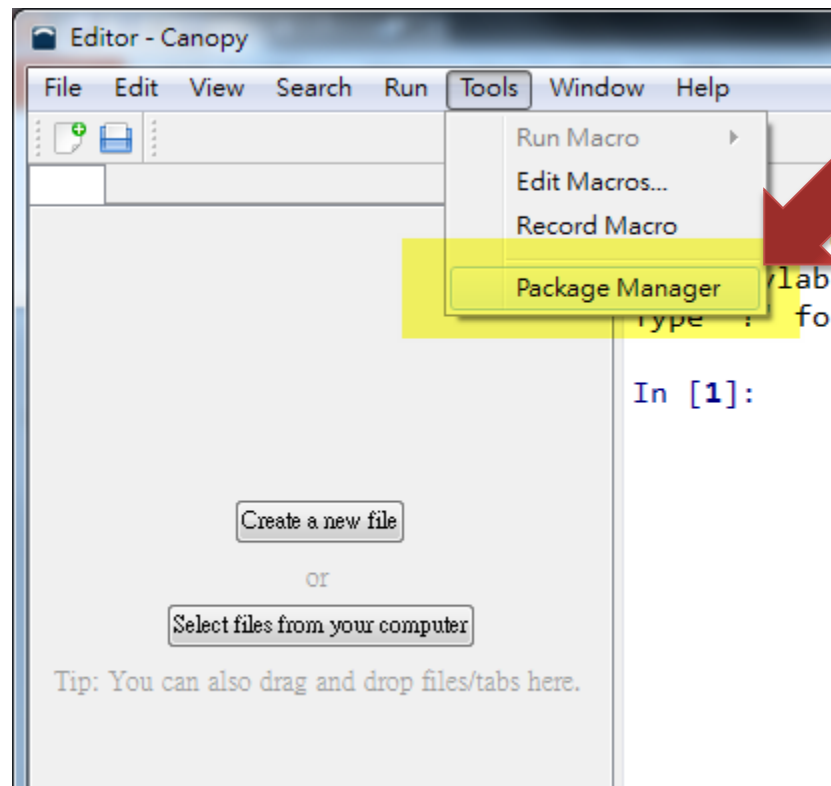 Editor - Canopy
File Edit View Search Run Tools Window Help
Run Macro
Edit Macros...
Record Macro
Package Manager
ylab
Type '?' fo
In [1]:
Create a new file
or
Select files from your computer
Tip: You can also drag and drop files/tabs here.